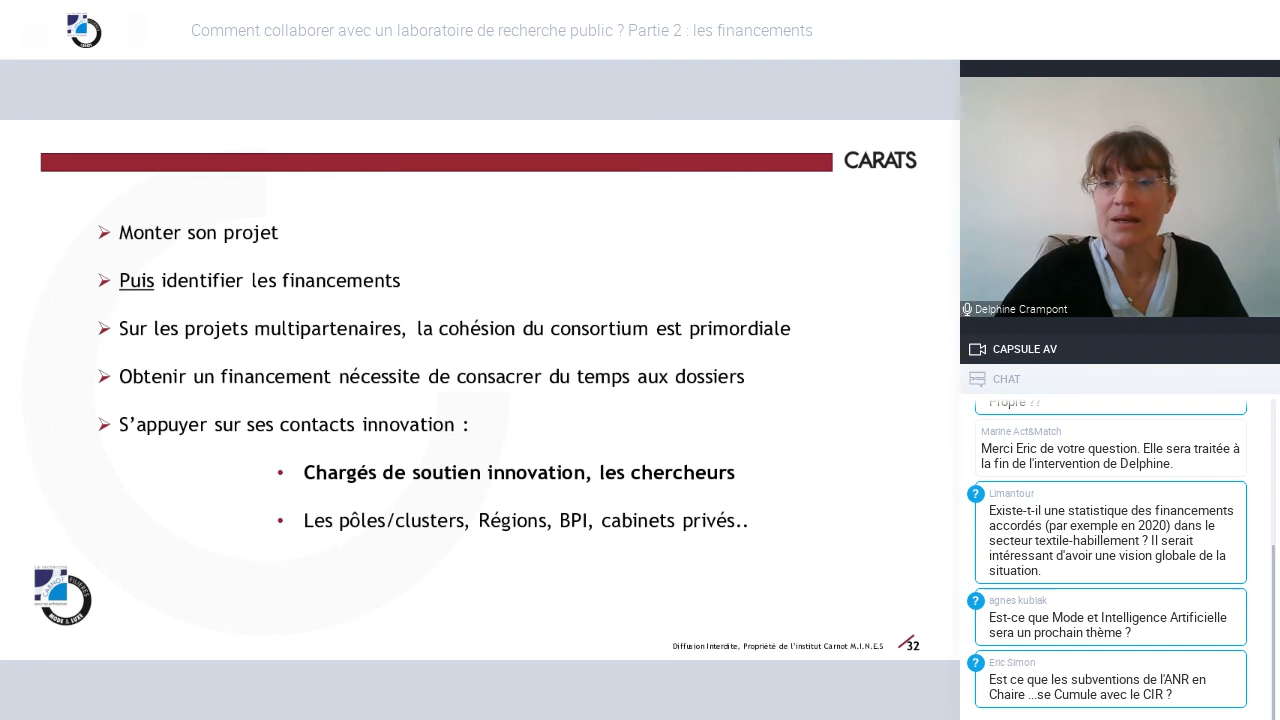 Comment collaborer avec un laboratoire de recherche public ? Partie 2 : les financements
CARATS
Monter son projet
Puis identifier les financements
Sur les projets multipartenaires, la cohésion du consortium est primordiale
Obtenir un financement nécessite de consacrer du temps aux dossiers
S’appuyer sur ses contacts innovation :
• Chargés de soutien innovation, les chercheurs
• Les pôles/clusters, Régions, BPI, cabinets privés..
CARNOT
FILIÈRES
MODE & LUXE
Diffusion Interdite, Propriété de l’institut Carnot M.I.N.E.S
32
Delphine Crampont
CAPSULE AV
CHAT
Propre ??
Marine Act&Match
Merci Eric de votre question. Elle sera traitée à
la fin de l'intervention de Delphine.
?
Limantour
Existe-t-il une statistique des financements
accordés (par exemple en 2020) dans le
secteur textile-habillement ? Il serait
intéressant d'avoir une vision globale de la
situation.
?
agnes kubiak
Est-ce que Mode et Intelligence Artificielle
sera un prochain thème ?
?
Eric Simon
Est ce que les subventions de l'ANR en
Chaire ...se Cumule avec le CIR ?